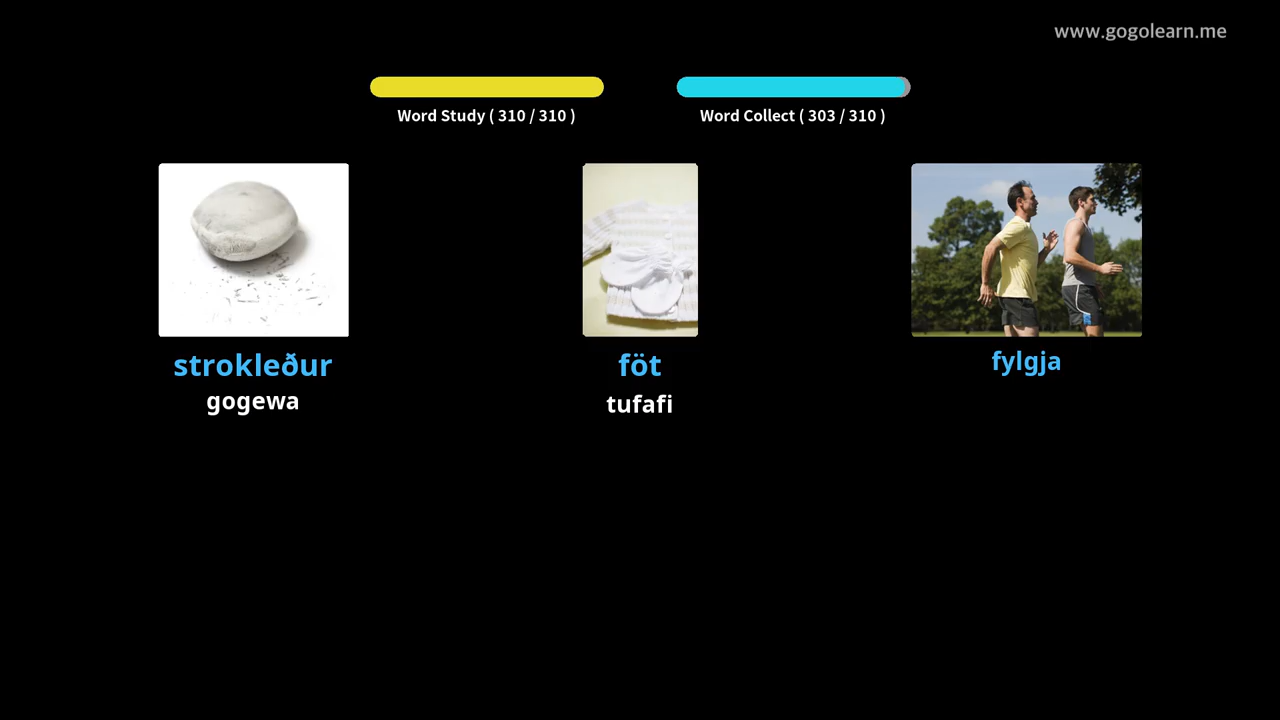 www.gogolearn.me
Word Study ( 310 / 310 )
Word Collect ( 303 / 310 )
strokleður
gogewa
föt
tufafi
fylgja